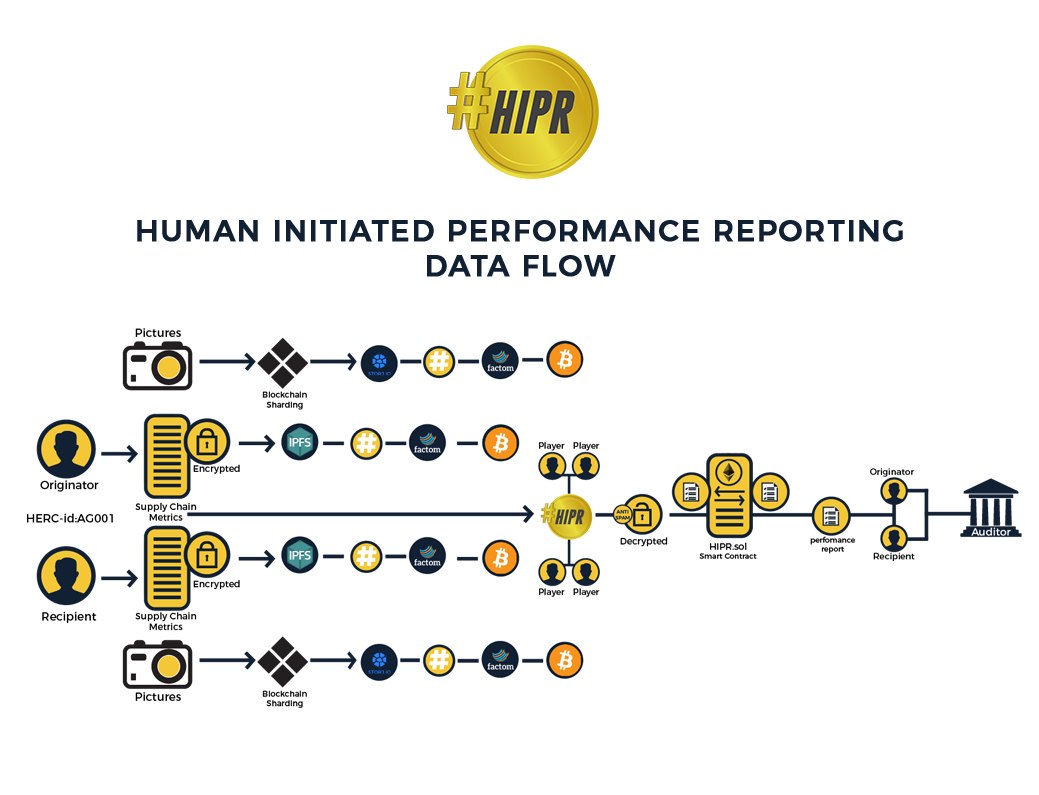 #HIPR
HUMAN INITIATED PERFORMANCE REPORTING
DATA FLOW
Pictures
Blockchain
Sharding
STORJ.IO
#
factom
Originator
Encrypted
Supply Chain
Metrics
IPFS
#
factom
HERC-id:AG001
Player
Player
#HIPR
Player
Player
ANTI
SPAM
Decrypted
HIPR.sol
Smart Contract
perfomance
report
Originator
Recipient
Auditor
Recipient
Encrypted
Supply Chain
Metrics
IPFS
#
factom
Pictures
Blockchain
Sharding
STORJ.IO
#
factom